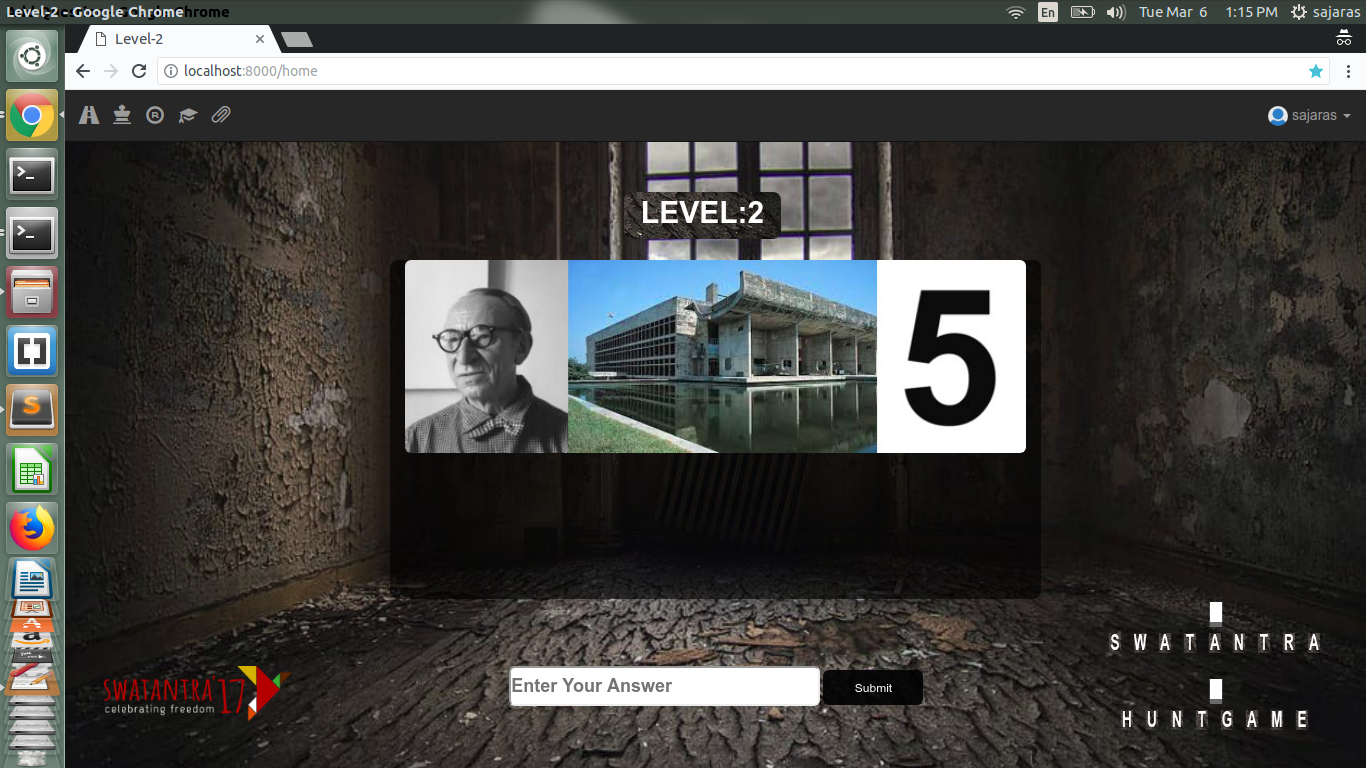 Level-2 - Google Chrome
En
Tue Mar 6
1:15 PM
sajaras
Level-2
localhost:8000/home
R
sajaras
LEVEL:2
5
SWATANTRA'17
celebrating freedom
Enter Your Answer
Submit
SWATANTRA
HUNTGAME